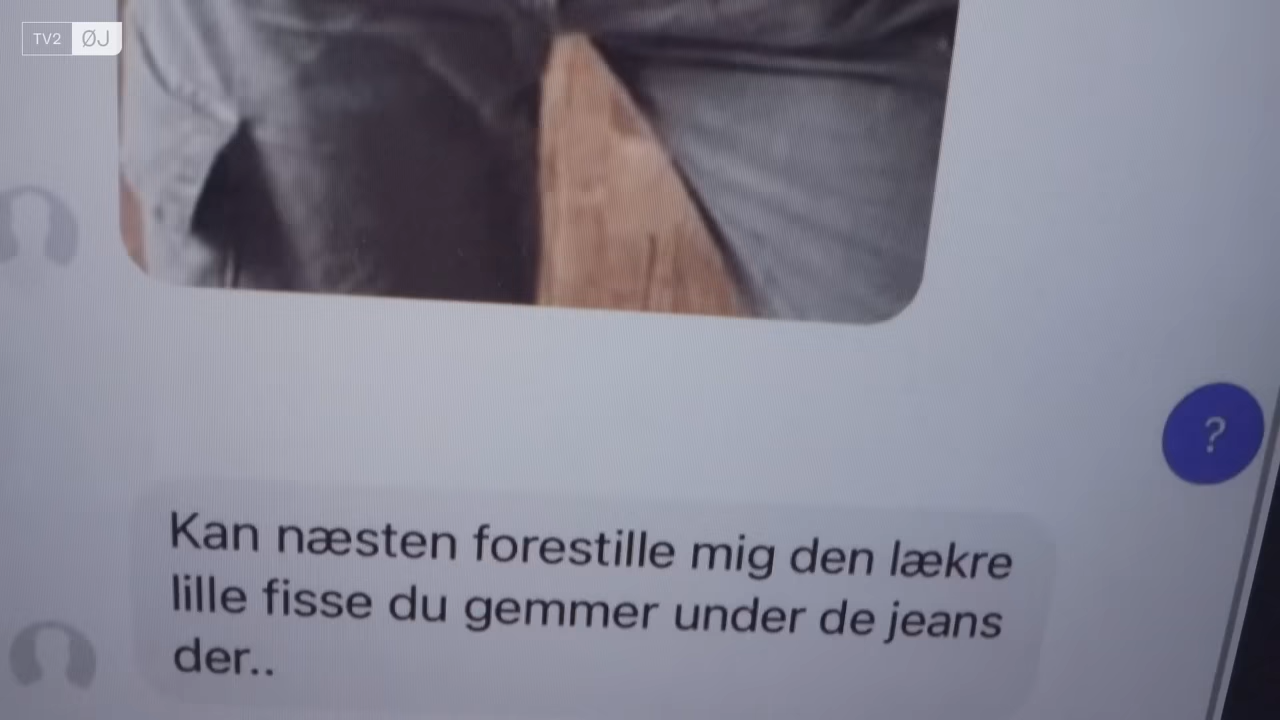 TV2 ØJ
?
Kan næsten forestille mig den lækre
lille fisse du gemmer under de jeans
der..